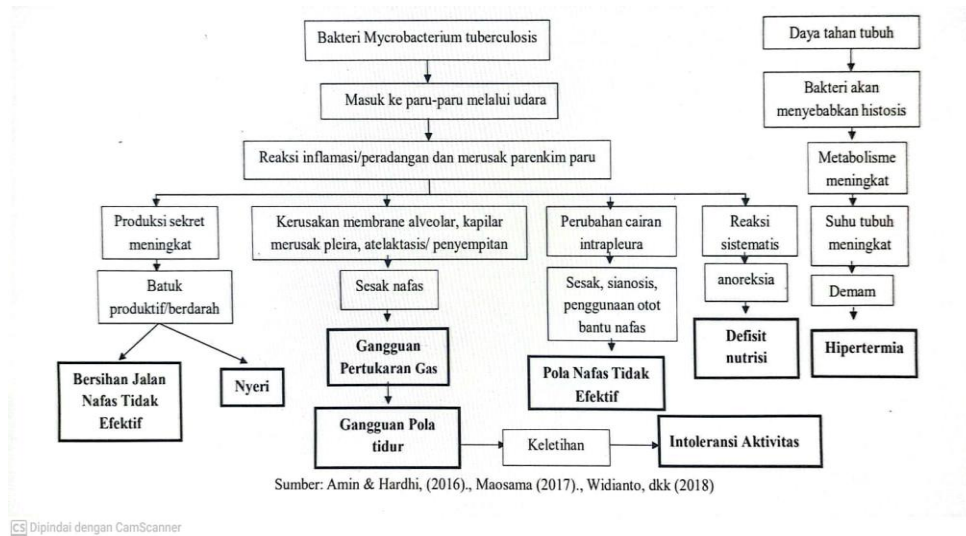 Bakteri Mycrobacterium tuberculosis
Masuk ke paru-paru melalui udara
Reaksi inflamasi/peradangan dan merusak parenkim paru
Produksi sekret
meningkat
Batuk
produktif/berdarah
Bersihan Jalan
Nafas Tidak
Efektif
Nyeri
Kerusakan membrane alveolar, kapilar
merusak pleira, atelaktasis/ penyempitan
Sesak nafas
Gangguan
Pertukaran Gas
Gangguan Pola
tidur
Keletihan
Intoleransi Aktivitas
Perubahan cairan
intrapleura
Sesak, sianosis,
penggunaan otot
bantu nafas
Pola Nafas Tidak
Efektif
Reaksi
sistematis
anoreksia
Defisit
nutrisi
Daya tahan tubuh
Bakteri akan
menyebabkan histosis
Metabolisme
meningkat
Suhu tubuh
meningkat
Demam
Hipertermia
Sumber: Amin & Hardhi, (2016)., Maosama (2017)., Widianto, dkk (2018)
CS Dipindai dengan CamScanner